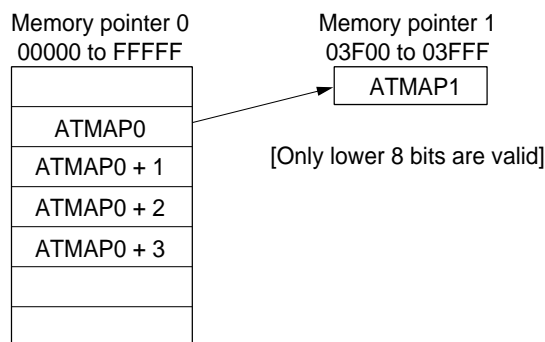 Memory pointer 0
00000 to FFFFF
ATMAP0
ATMAP0 + 1
ATMAP0 + 2
ATMAP0 + 3
Memory pointer 1
03F00 to 03FFF
ATMAP1
[Only lower 8 bits are valid]